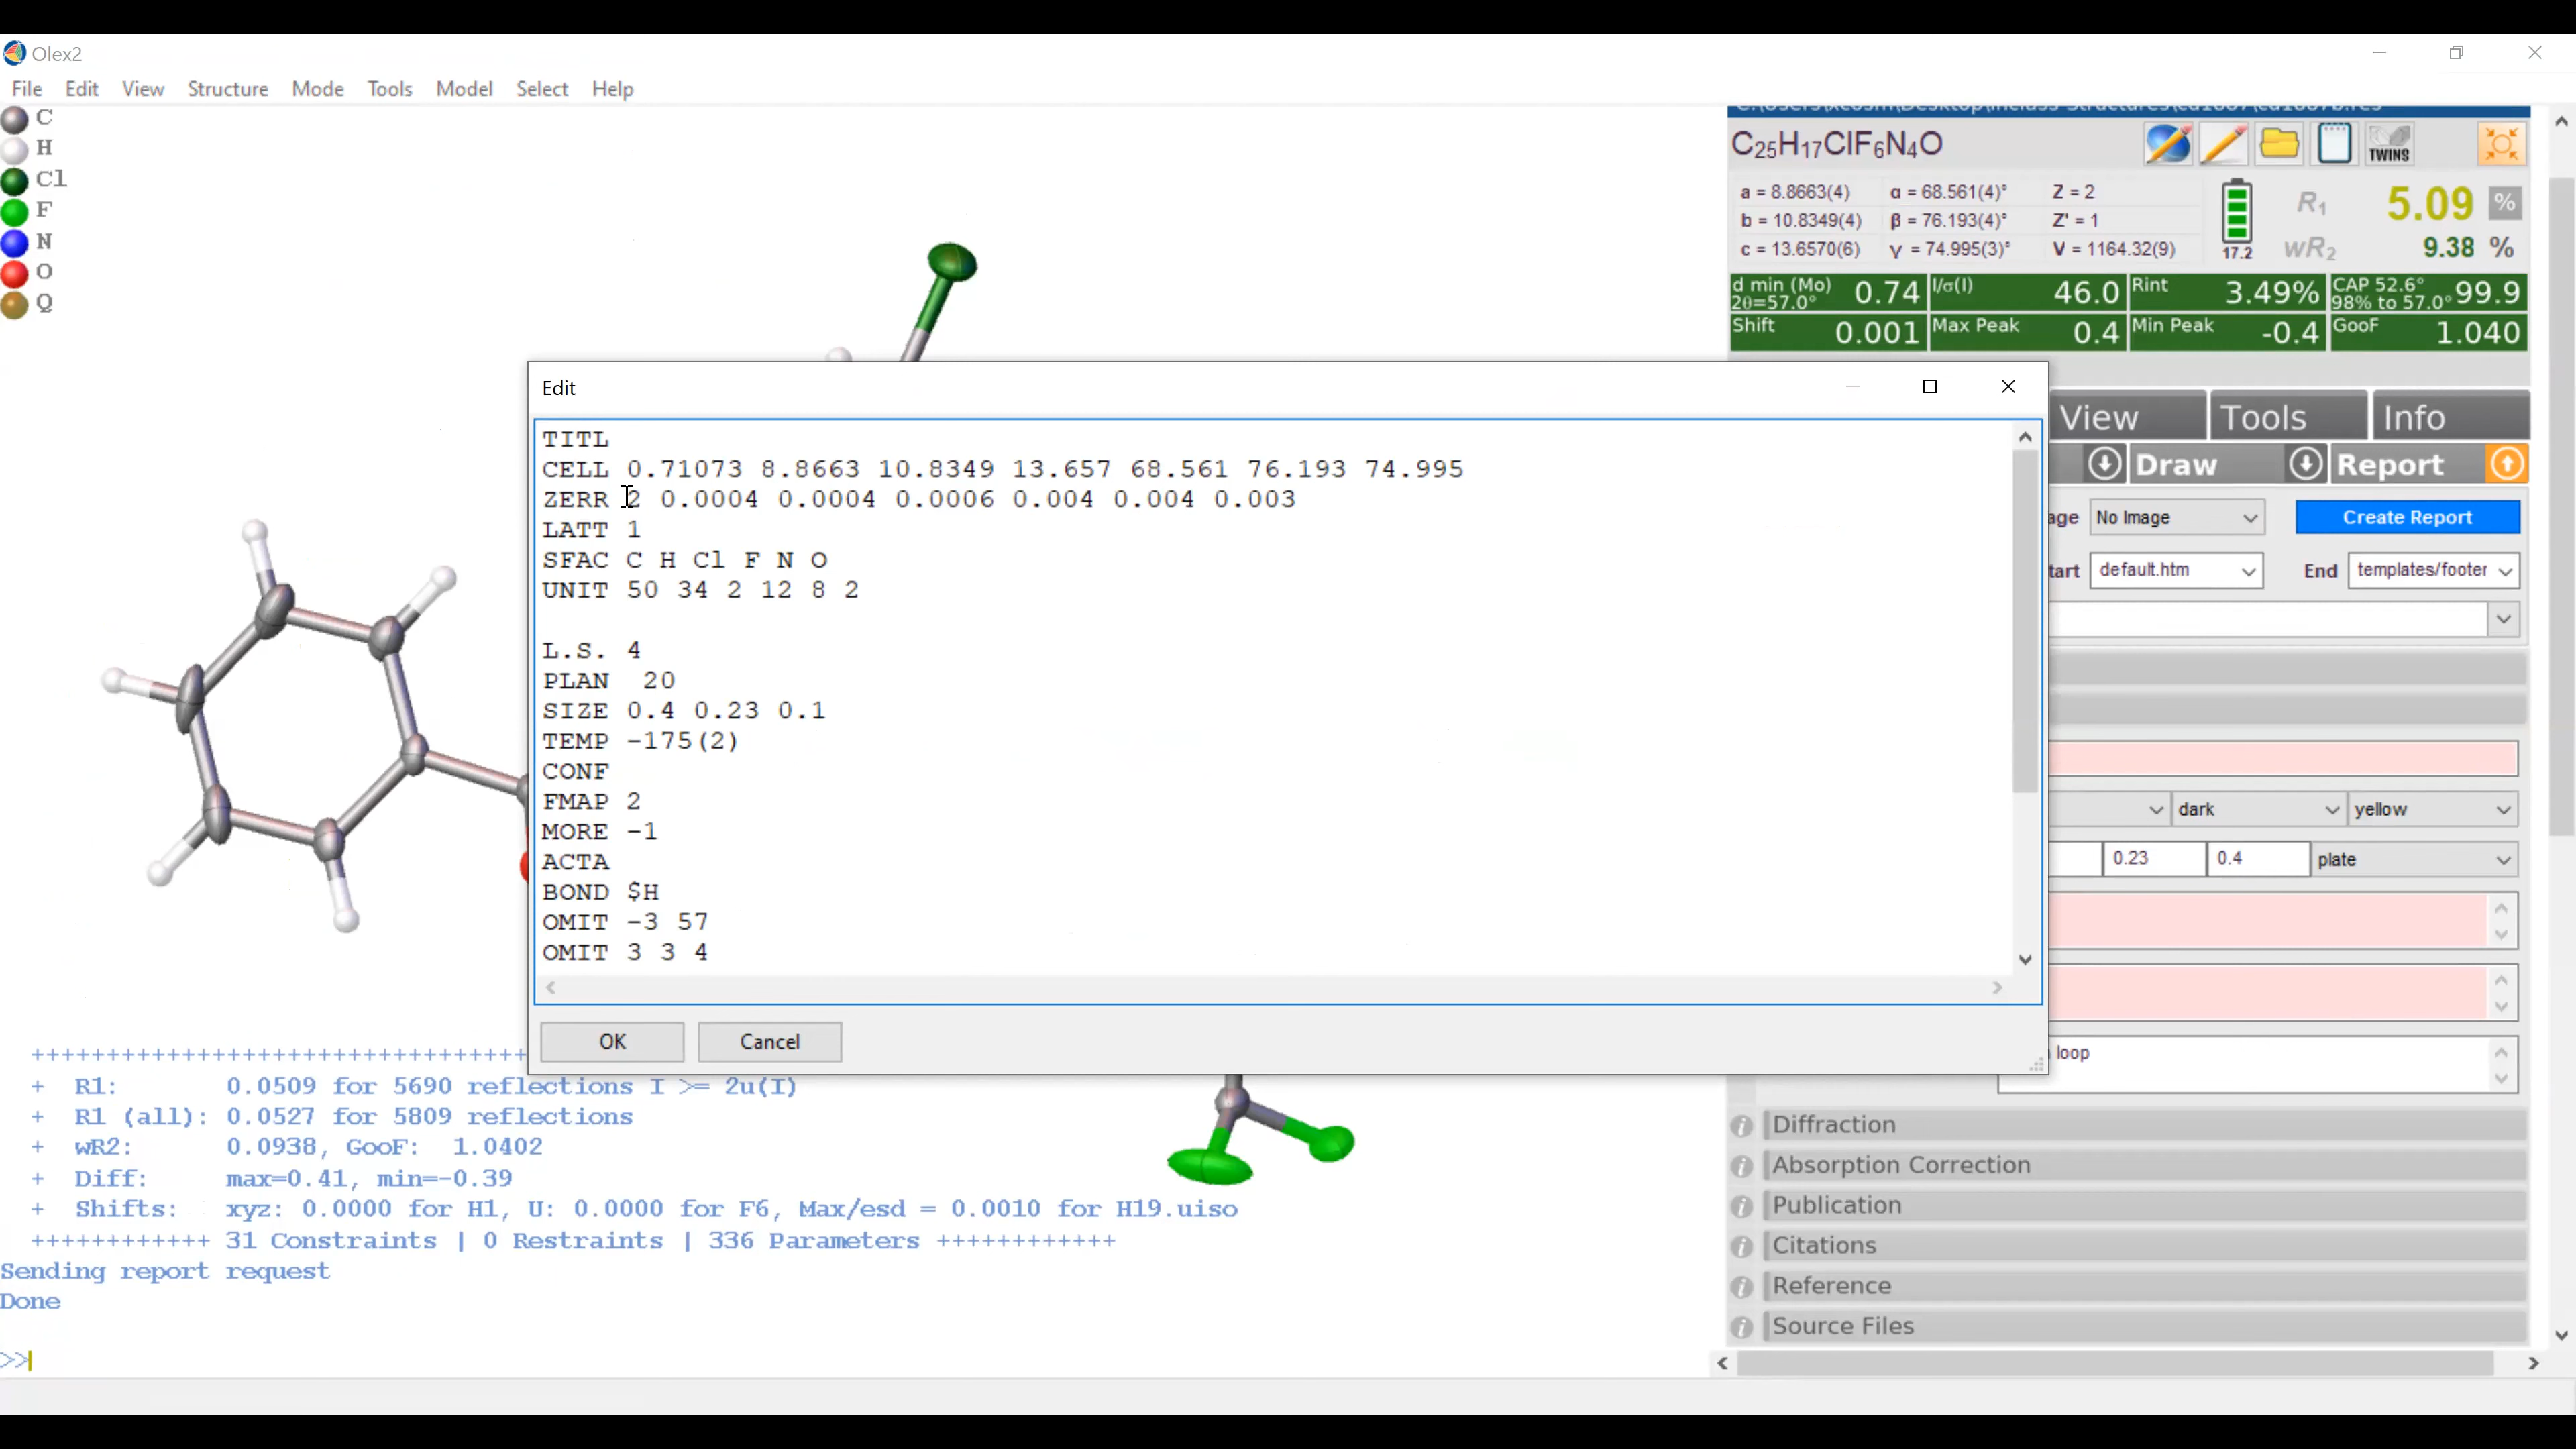 Olex2
File Edit View Structure Mode Tools Model Select Help
C
H
Cl
F
N
O
Q
C25H17ClF6N4O
TWINS
a = 8.8663(4) α = 68.561(4)° Z = 2
b = 10.8349(4) β = 76.193(4)° Z' = 1
c = 13.6570(6) γ = 74.995(3)° V = 1164.32(9)
17.2
R1 5.09 %
wR2 9.38 %
d min (Mo) 2θ=57.0° 0.74 I/σ(I) 46.0 Rint 3.49% CAP 52.6° 98% to 57.0° 99.9
Shift 0.001 Max Peak 0.4 Min Peak -0.4 GooF 1.040
View Tools Info
Draw Report
No Image Create Report
default.htm End templates/footer
dark yellow
0.23 0.4 plate
loop
Diffraction
Absorption Correction
Publication
Citations
Reference
Source Files
Edit
TITL
CELL 0.71073 8.8663 10.8349 13.657 68.561 76.193 74.995
ZERR 2 0.0004 0.0004 0.0006 0.004 0.004 0.003
LATT 1
SFAC C H Cl F N O
UNIT 50 34 2 12 8 2
L.S. 4
PLAN 20
SIZE 0.4 0.23 0.1
TEMP -175(2)
CONF
FMAP 2
MORE -1
ACTA
BOND $H
OMIT -3 57
OMIT 3 3 4
OK Cancel
+++++++++++++++++++++++++++++++++
+ R1: 0.0509 for 5690 reflections I >= 2u(I)
+ R1 (all): 0.0527 for 5809 reflections
+ wR2: 0.0938, GooF: 1.0402
+ Diff: max=0.41, min=-0.39
+ Shifts: xyz: 0.0000 for H1, U: 0.0000 for F6, Max/esd = 0.0010 for H19.uiso
++++++++++++ 31 Constraints | 0 Restraints | 336 Parameters ++++++++++++
Sending report request
Done
>>